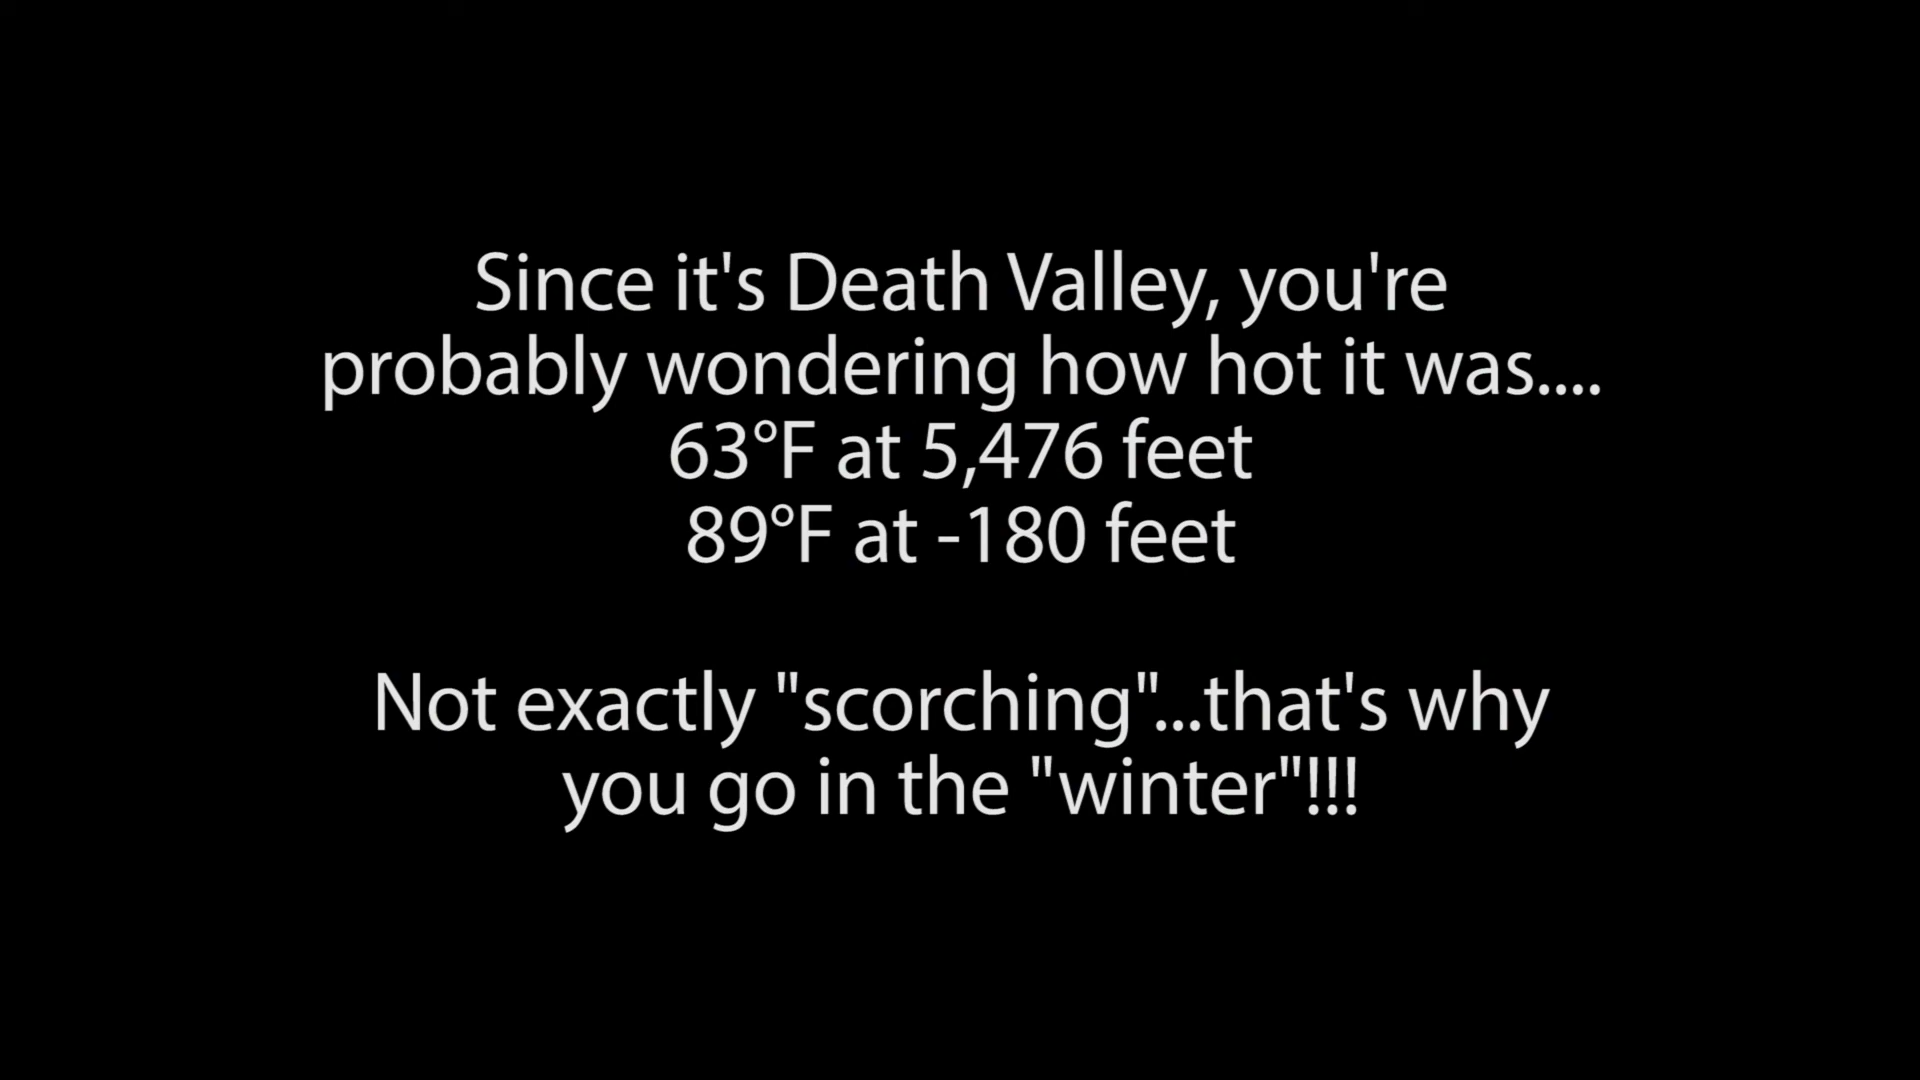 Since it's Death Valley, you're
probably wondering how hot it was....
63°F at 5,476 feet
89°F at -180 feet
Not exactly "scorching"...that's why
you go in the "winter"!!!